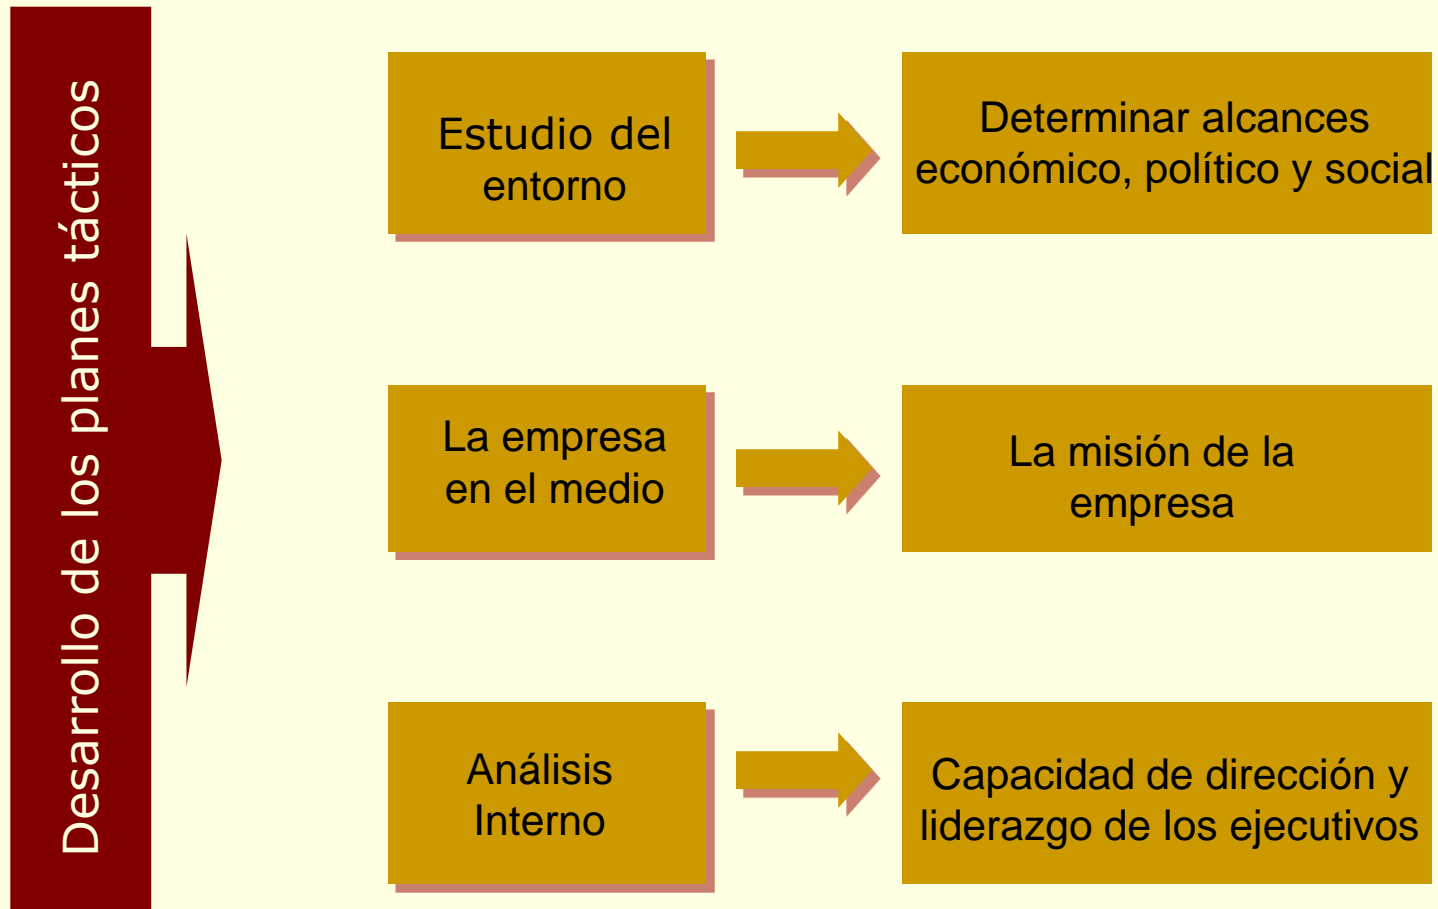 Desarrollo de los planes tácticos
Estudio del
entorno
Determinar alcances
económico, político y social
La empresa
en el medio
La misión de la
empresa
Análisis
Interno
Capacidad de dirección y
liderazgo de los ejecutivos